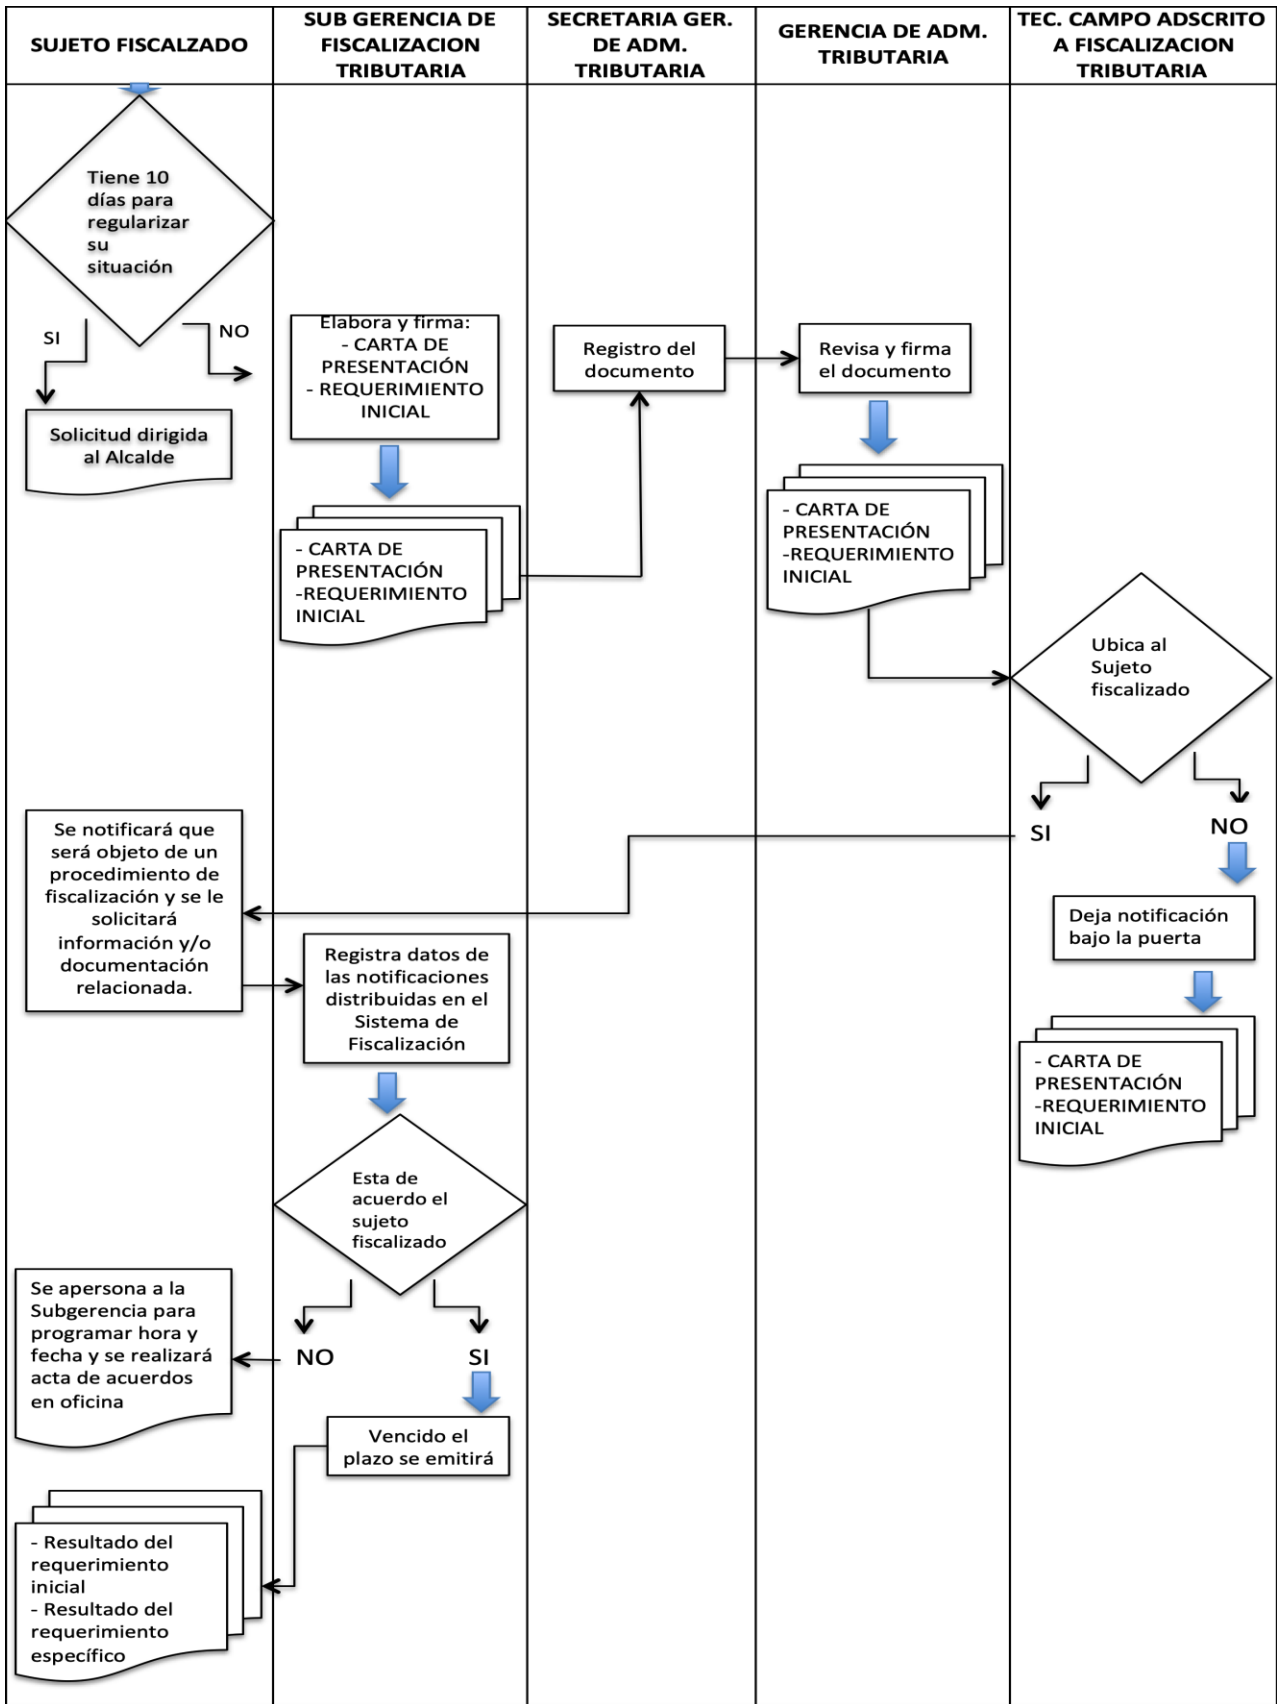 SUJETO FISCALZADO
SUB GERENCIA DE
FISCALIZACION
TRIBUTARIA
SECRETARIA GER.
DE ADM.
TRIBUTARIA
GERENCIA DE ADM.
TRIBUTARIA
TEC. CAMPO ADSCRITO
A FISCALIZACION
TRIBUTARIA
Tiene 10
días para
regularizar
su
situación
SI
NO
Solicitud dirigida
al Alcalde
Elabora y firma:
- CARTA DE
PRESENTACIÓN
- REQUERIMIENTO
INICIAL
- CARTA DE
PRESENTACIÓN
-REQUERIMIENTO
INICIAL
Registro del
documento
Revisa y firma
el documento
- CARTA DE
PRESENTACIÓN
-REQUERIMIENTO
INICIAL
Ubica al
Sujeto
fiscalizado
SI
NO
Deja notificación
bajo la puerta
- CARTA DE
PRESENTACIÓN
-REQUERIMIENTO
INICIAL
Se notificará que
será objeto de un
procedimiento de
fiscalización y se le
solicitará
información y/o
documentación
relacionada.
Registra datos de
las notificaciones
distribuidas en el
Sistema de
Fiscalización
Esta de
acuerdo el
sujeto
fiscalizado
NO
SI
Se apersona a la
Subgerencia para
programar hora y
fecha y se realizará
acta de acuerdos
en oficina
Vencido el
plazo se emitirá
- Resultado del
requerimiento
inicial
- Resultado del
requerimiento
específico